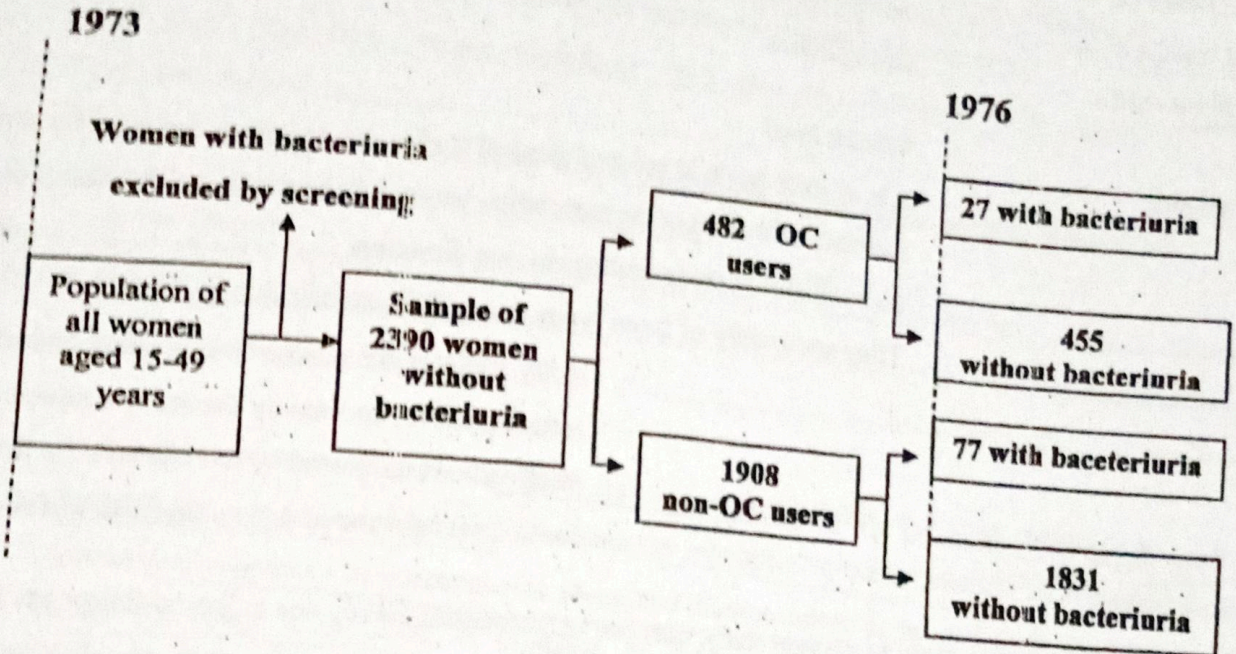 1973
Women with bacteriuria
excluded by screening
Population of
all women
aged 15-49
years
Sample of
2390 women
without
bacteriuria
482 OC
users
1908
non-OC users
1976
27 with bacteriuria
455
without bacteriuria
77 with baceteriuria
1831
without bacteriuria